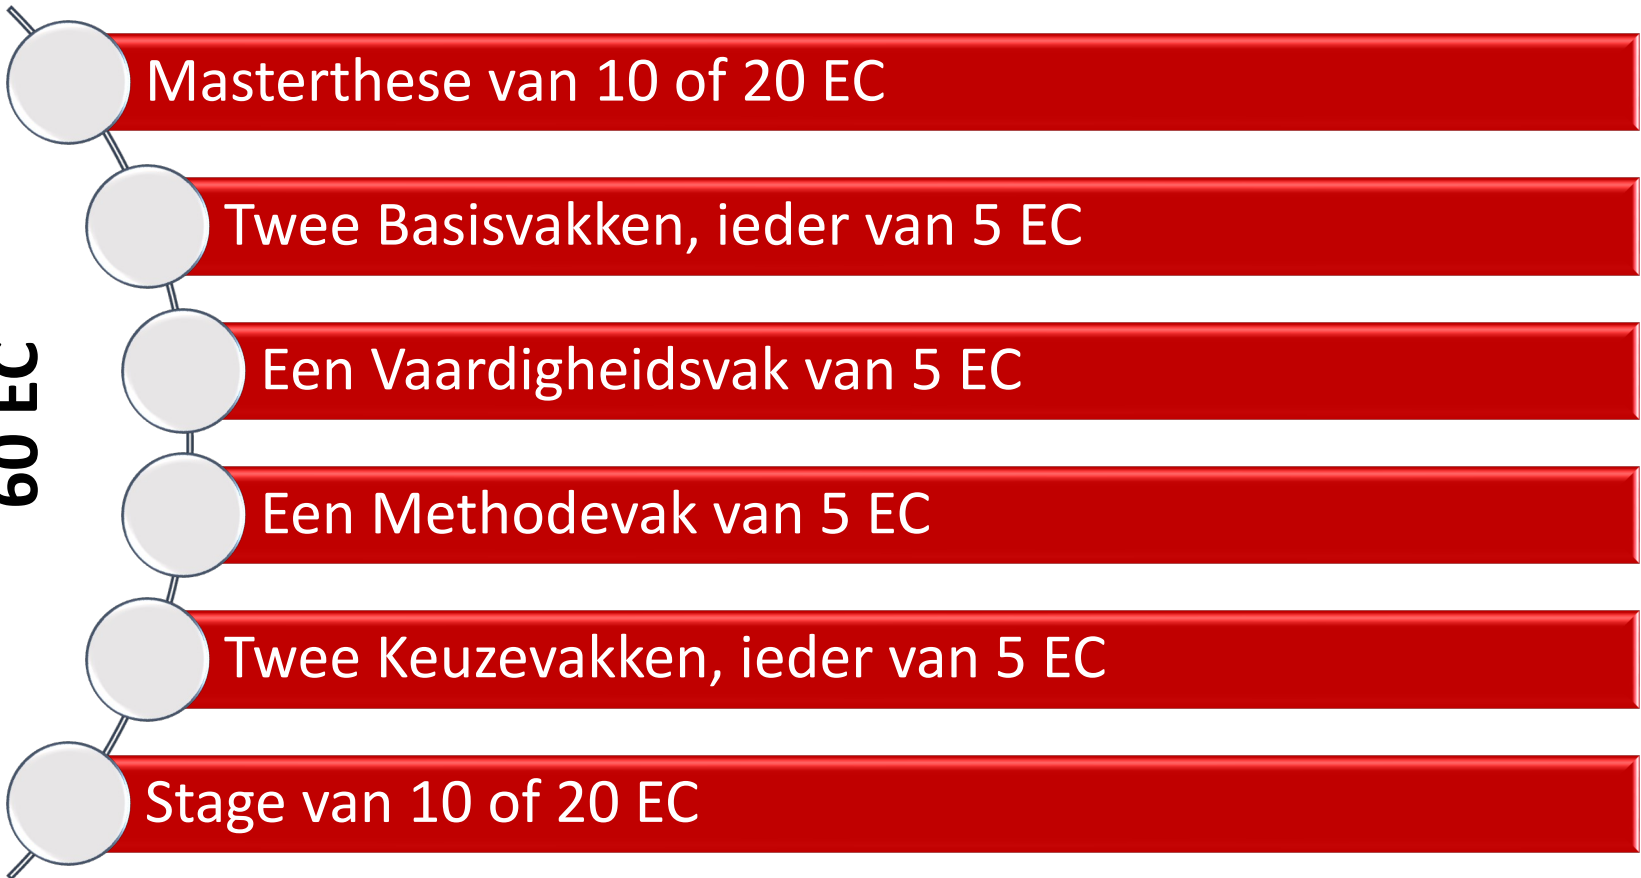 60 EC
Masterthese van 10 of 20 EC
Twee Basisvakken, ieder van 5 EC
Een Vaardigheidsvak van 5 EC
Een Methodevak van 5 EC
Twee Keuzevakken, ieder van 5 EC
Stage van 10 of 20 EC